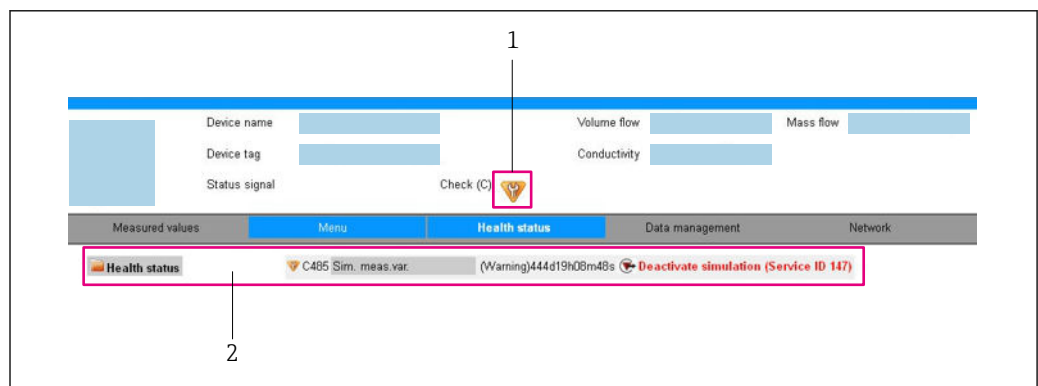 1
Device name Volume flow Mass flow
Device tag Conductivity
Status signal Check (C)
Measured values Menu Health status Data management Network
Health status C485 Sim. meas.var. (Warning)444d19h08m48s Deactivate simulation (Service ID 147)
2